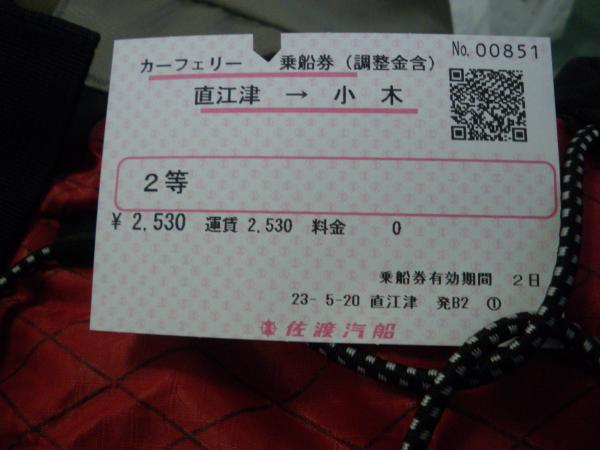 No.00851
カーフェリー 乗船券（調整金含）
直江津 → 小木
2等
¥ 2,530 運賃 2,530 料金 0
乗船券有効期間 2日
23- 5-20 直江津 発B2 ①
佐渡汽船